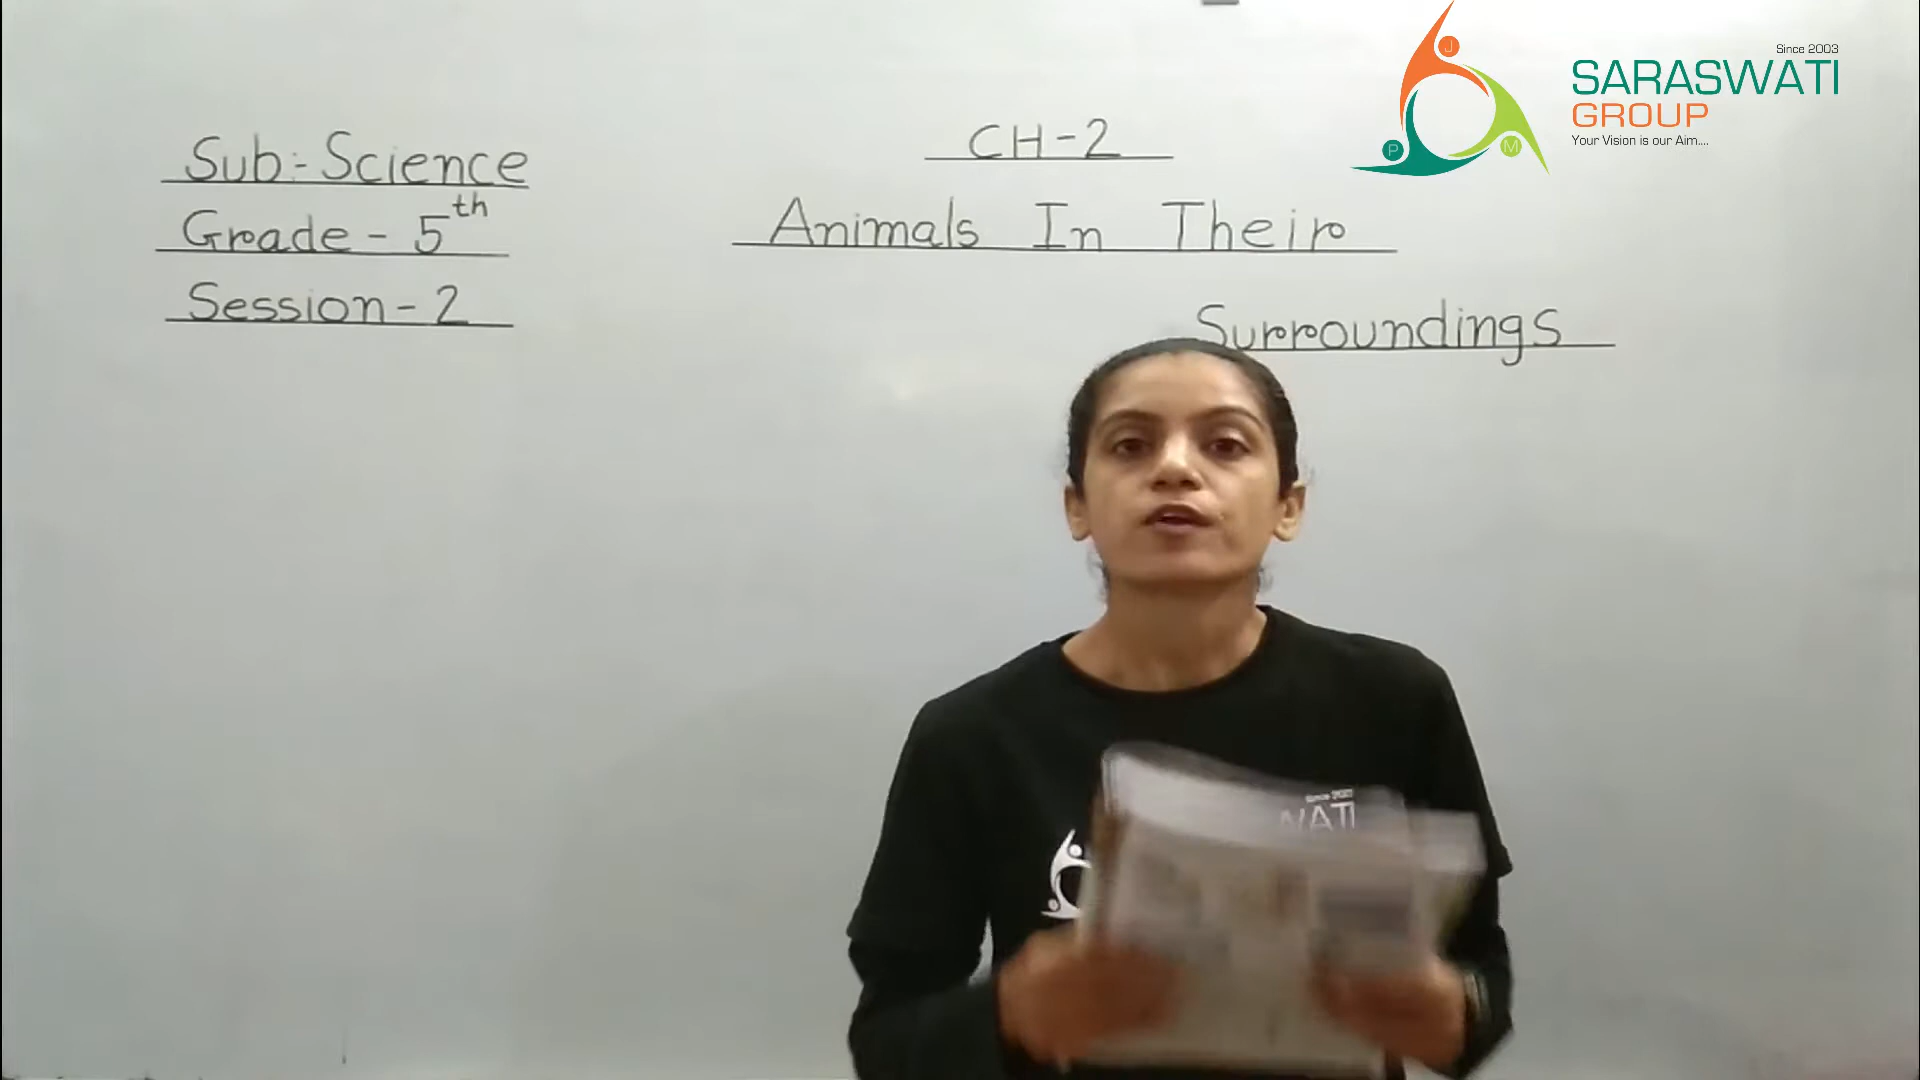 Sub:- Science
Grade - 5th
Session - 2
CH-2
Animals In Their
Surroundings
Since 2003
SARASWATI
GROUP
Your Vision is our Aim....
J
P
M
WATI